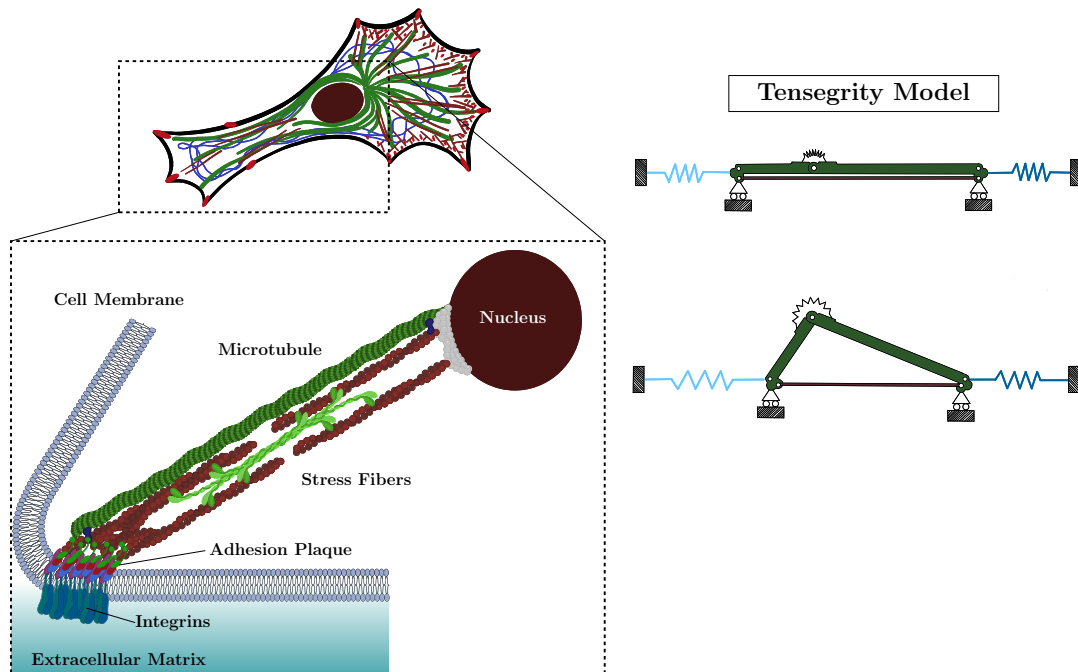 Tensegrity Model
Cell Membrane
Nucleus
Microtubule
Stress Fibers
Adhesion Plaque
Integrins
Extracellular Matrix